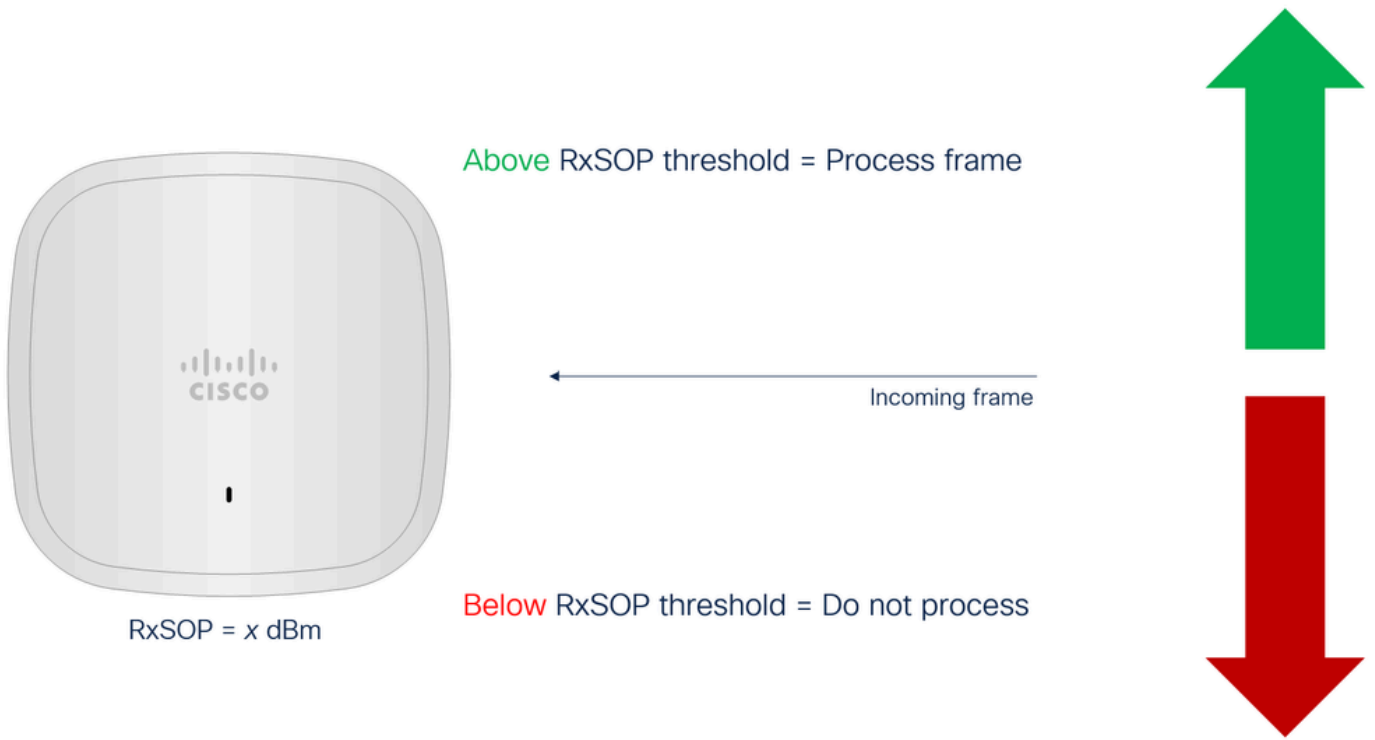 Above RxSOP threshold = Process frame
CISCO
Incoming frame
Below RxSOP threshold = Do not process
RxSOP = x dBm